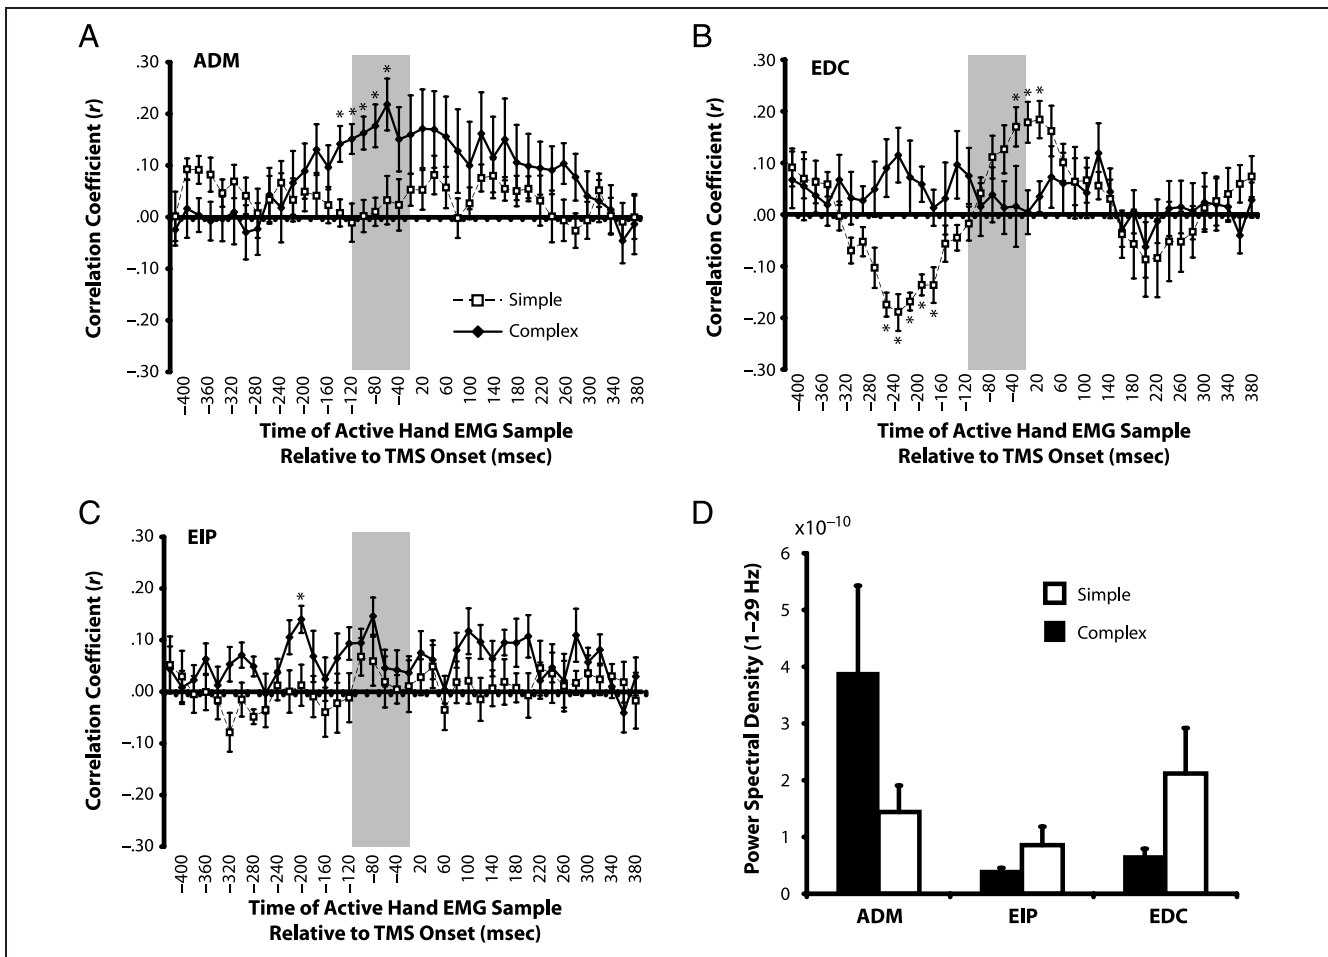 A
ADM
Correlation Coefficient (r)
.30
.20
.10
.00
–.10
–.20
–.30
* * * * *
Simple
Complex
–400 –360 –320 –280 –240 –200 –160 –120 –80 –40 20 60 100 140 180 220 260 300 340 380
Time of Active Hand EMG Sample
Relative to TMS Onset (msec)
B
EDC
Correlation Coefficient (r)
.30
.20
.10
.00
–.10
–.20
–.30
* * *
* * * * *
–400 –360 –320 –280 –240 –200 –160 –120 –80 –40 20 60 100 140 180 220 260 300 340 380
Time of Active Hand EMG Sample
Relative to TMS Onset (msec)
C
EIP
Correlation Coefficient (r)
.30
.20
.10
.00
–.10
–.20
–.30
*
–400 –360 –320 –280 –240 –200 –160 –120 –80 –40 20 60 100 140 180 220 260 300 340 380
Time of Active Hand EMG Sample
Relative to TMS Onset (msec)
D
x10–10
Power Spectral Density (1–29 Hz)
6
5
4
3
2
1
0
Simple
Complex
ADM EIP EDC